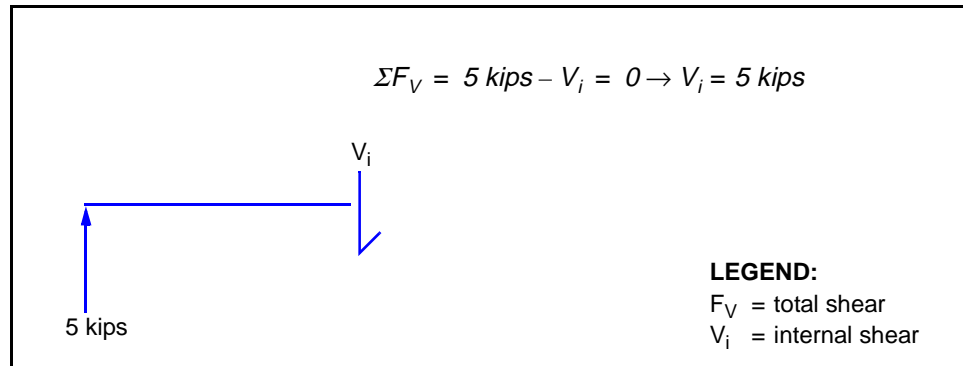 ΣF_V = 5 kips – V_i = 0 → V_i = 5 kips
V_i
5 kips
LEGEND:
F_V = total shear
V_i = internal shear